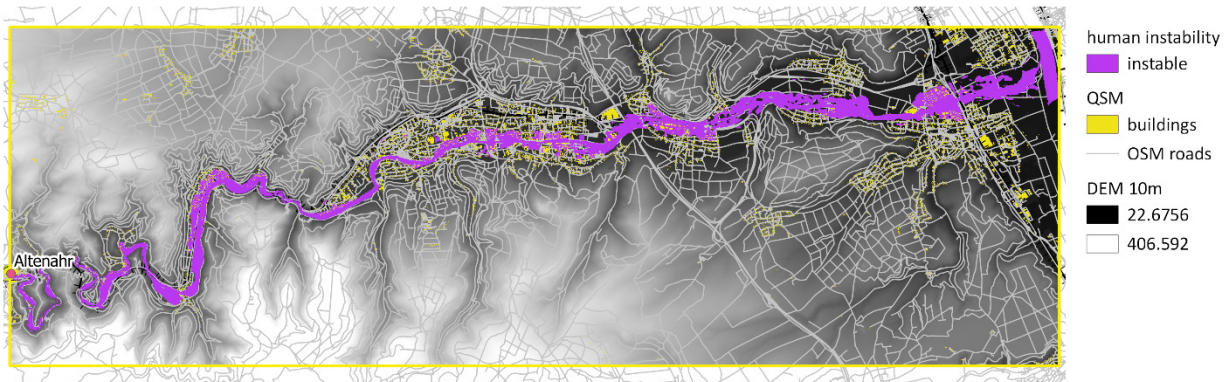 human instability
instable
QSM
buildings
OSM roads
DEM 10m
22.6756
406.592
Altenahr